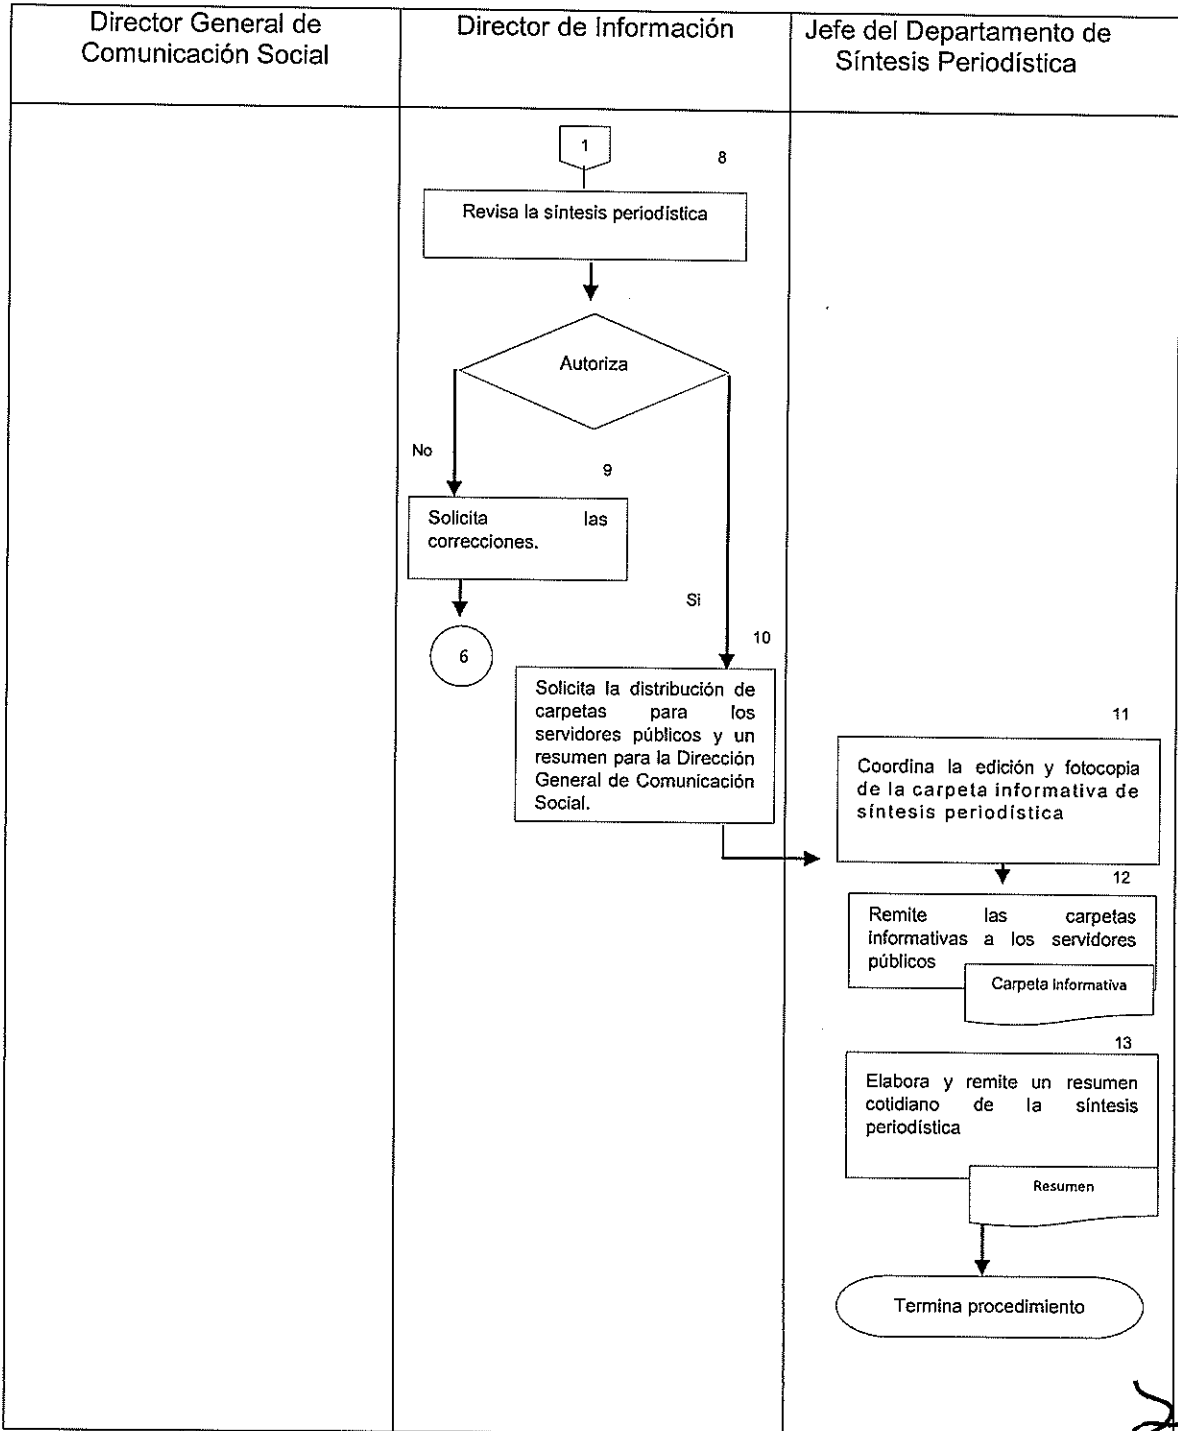 Director General de
Comunicación Social
Director de Información
Jefe del Departamento de
Síntesis Periodística
1
8
Revisa la síntesis periodística
Autoriza
No
9
Solicita las
correcciones.
6
Si
10
Solicita la distribución de
carpetas para los
servidores públicos y un
resumen para la Dirección
General de Comunicación
Social.
11
Coordina la edición y fotocopia
de la carpeta informativa de
síntesis periodística
12
Remite las carpetas
informativas a los servidores
públicos
Carpeta Informativa
13
Elabora y remite un resumen
cotidiano de la síntesis
periodística
Resumen
Termina procedimiento